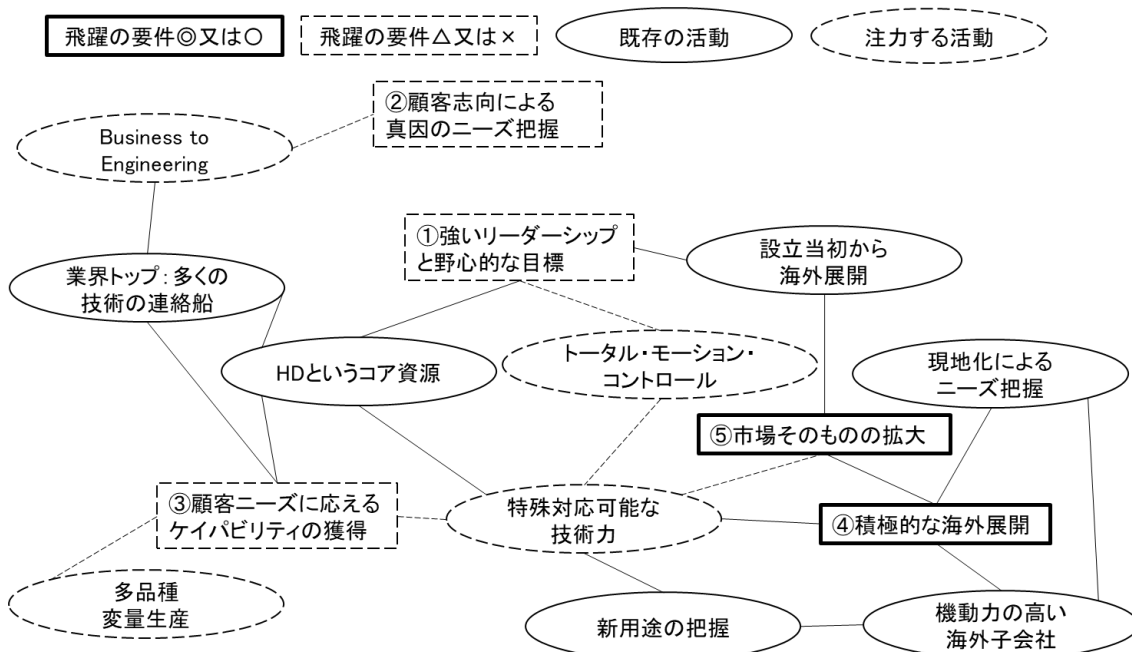 飛躍の要件◎又は○
飛躍の要件△又は×
既存の活動
注力する活動
②顧客志向による
真因のニーズ把握
Business to
Engineering
①強いリーダーシップ
と野心的な目標
設立当初から
海外展開
業界トップ:多くの
技術の連絡船
HDというコア資源
トータル・モーション・
コントロール
現地化による
ニーズ把握
⑤市場そのものの拡大
③顧客ニーズに応える
ケイパビリティの獲得
特殊対応可能な
技術力
④積極的な海外展開
多品種
変量生産
新用途の把握
機動力の高い
海外子会社